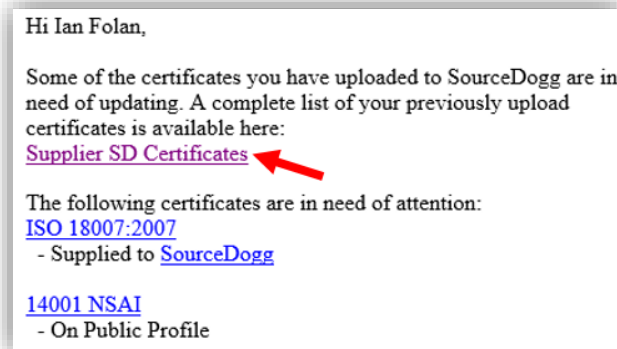 Hi Ian Folan,
Some of the certificates you have uploaded to SourceDogg are in
need of updating. A complete list of your previously upload
certificates is available here:
Supplier SD Certificates
The following certificates are in need of attention:
ISO 18007:2007
- Supplied to SourceDogg
14001 NSAI
- On Public Profile